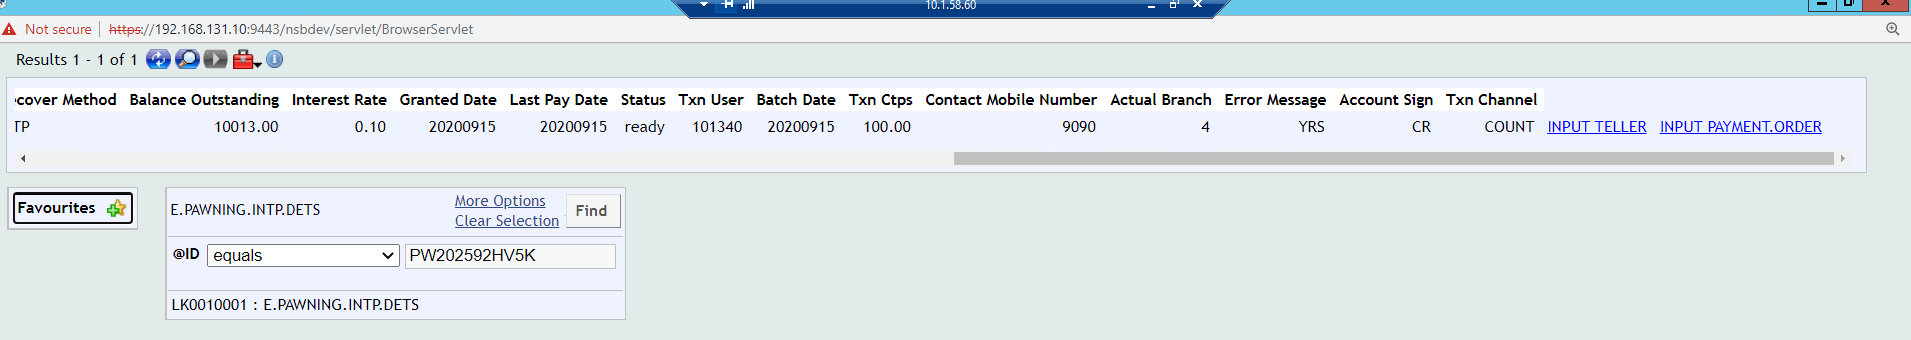 10.1.58.60
Not secure | https://192.168.131.10:9443/nsbdev/servlet/BrowserServlet
Results 1 - 1 of 1
cover Method Balance Outstanding Interest Rate Granted Date Last Pay Date Status Txn User Batch Date Txn Ctps Contact Mobile Number Actual Branch Error Message Account Sign Txn Channel
TP 10013.00 0.10 20200915 20200915 ready 101340 20200915 100.00 9090 4 YRS CR COUNT INPUT TELLER INPUT PAYMENT.ORDER
Favourites
E.PAWNING.INTP.DETS
More Options
Clear Selection
Find
@ID equals PW202592HV5K
LK0010001 : E.PAWNING.INTP.DETS